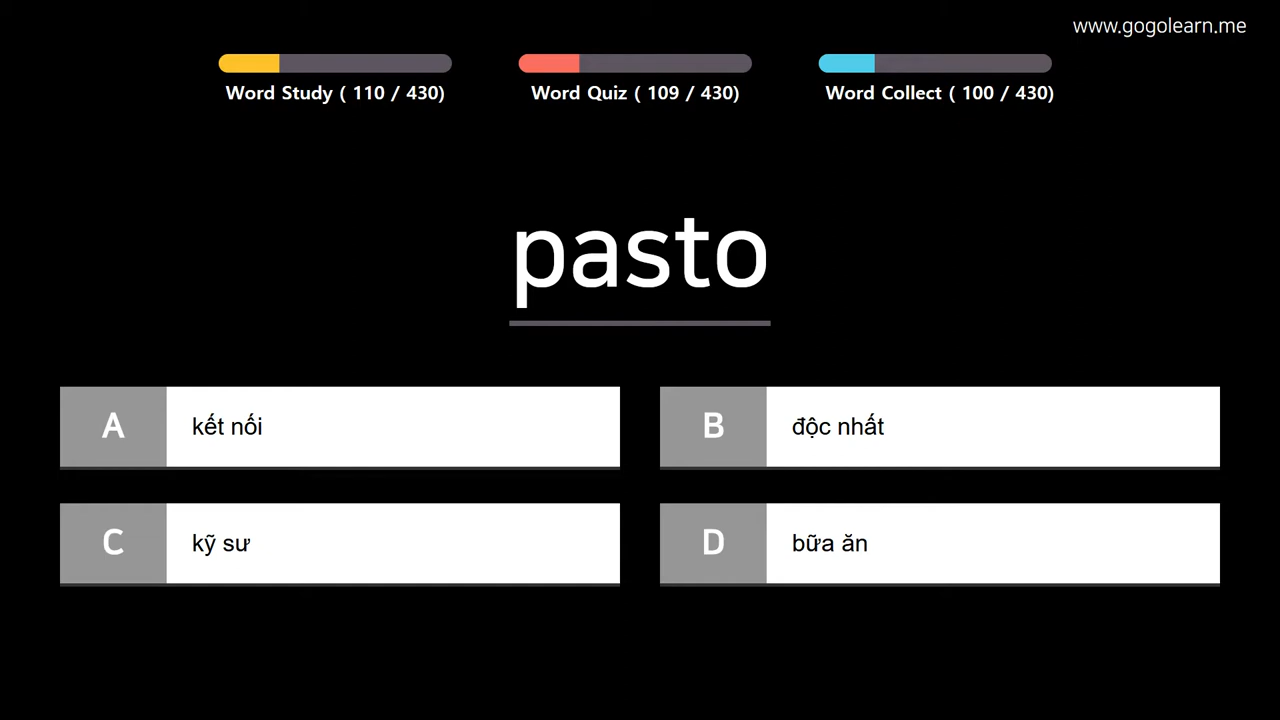 www.gogolearn.me
Word Study ( 110 / 430)
Word Quiz ( 109 / 430)
Word Collect ( 100 / 430)
pasto
A kết nối
B độc nhất
C kỹ sư
D bữa ăn